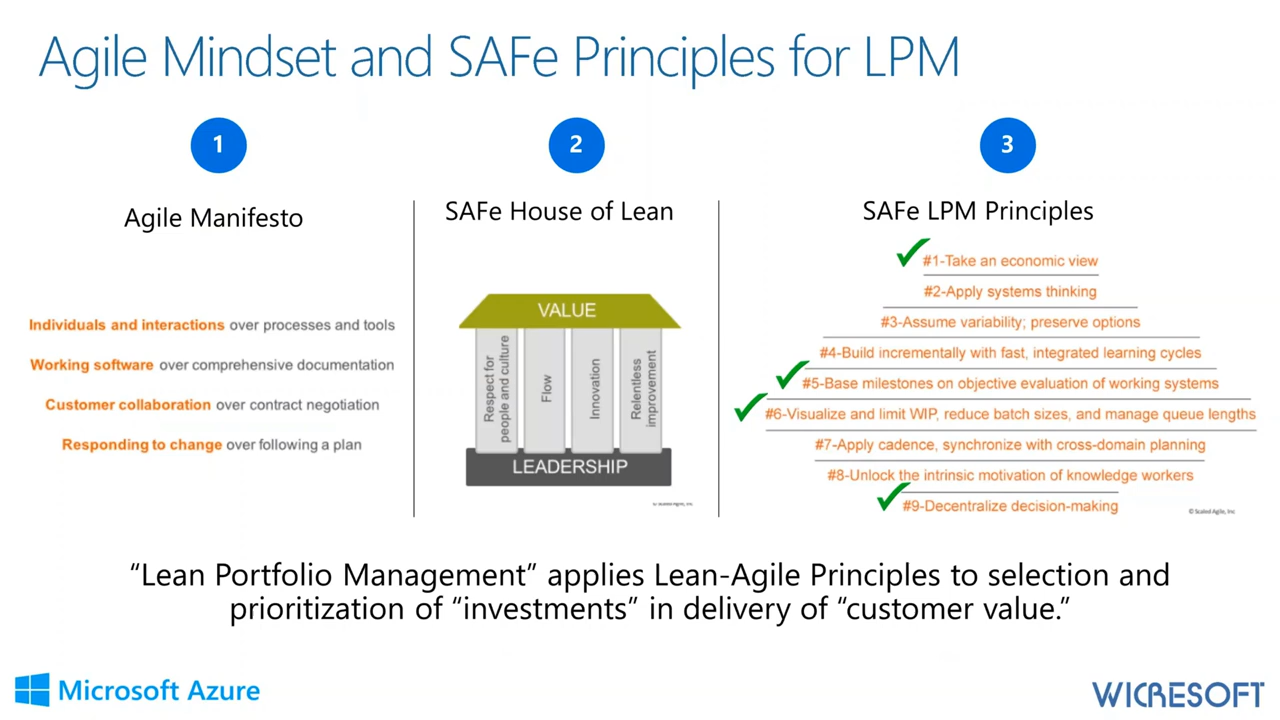 Agile Mindset and SAFe Principles for LPM
1
Agile Manifesto
Individuals and interactions over processes and tools
Working software over comprehensive documentation
Customer collaboration over contract negotiation
Responding to change over following a plan
2
SAFe House of Lean
VALUE
Respect for
people and culture
Flow
Innovation
Relentless
improvement
LEADERSHIP
© Scaled Agile, Inc
3
SAFe LPM Principles
#1-Take an economic view
#2-Apply systems thinking
#3-Assume variability; preserve options
#4-Build incrementally with fast, integrated learning cycles
#5-Base milestones on objective evaluation of working systems
#6-Visualize and limit WIP, reduce batch sizes, and manage queue lengths
#7-Apply cadence, synchronize with cross-domain planning
#8-Unlock the intrinsic motivation of knowledge workers
#9-Decentralize decision-making
© Scaled Agile, Inc
“Lean Portfolio Management” applies Lean-Agile Principles to selection and
prioritization of “investments” in delivery of “customer value.”
Microsoft Azure
WICRESOFT